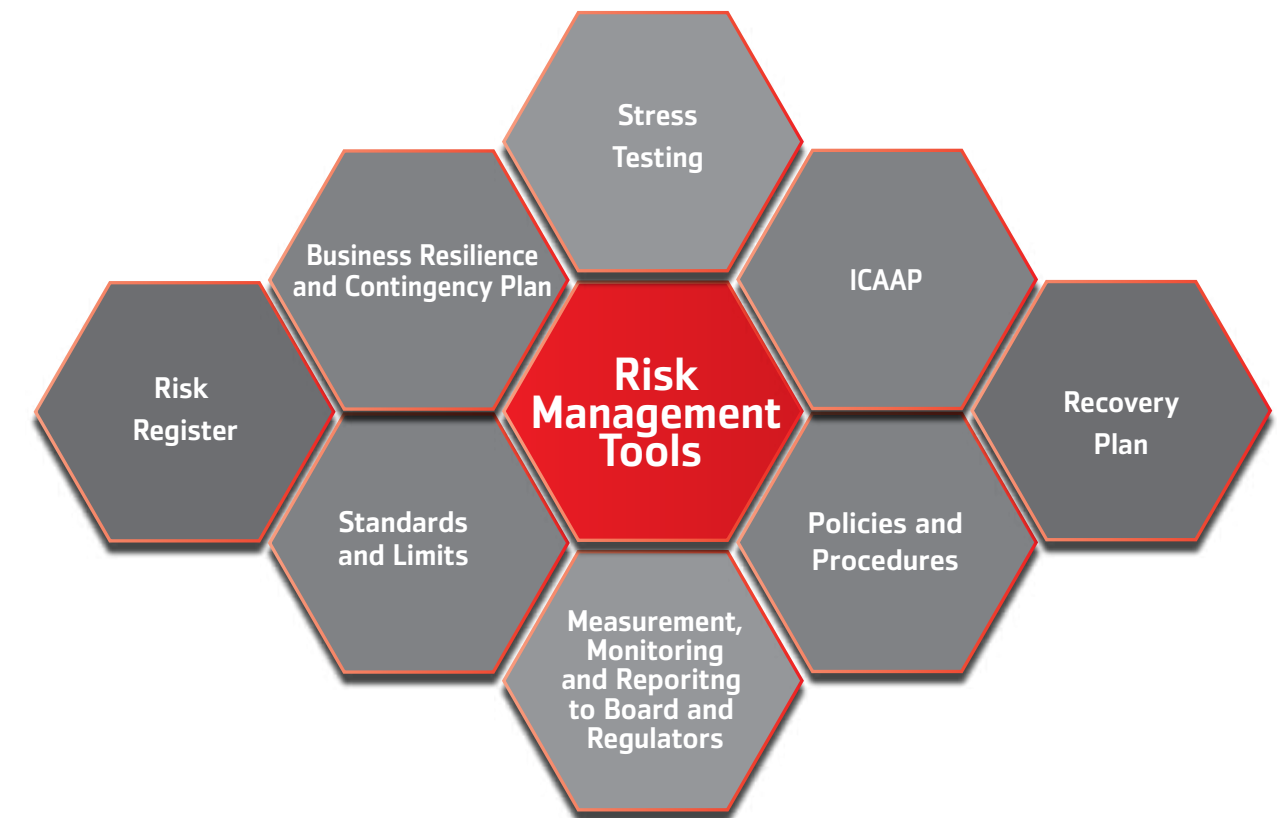 Stress
Testing
Business Resilience
and Contingency Plan
ICAAP
Risk
Register
Risk
Management
Tools
Recovery
Plan
Standards
and Limits
Policies and
Procedures
Measurement,
Monitoring
and Reporitng
to Board and
Regulators